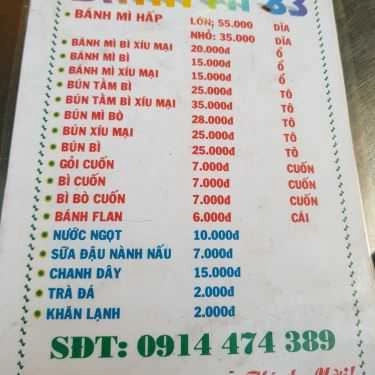 83
BÁNH MÌ HẤP LỚN; 55.000 DĨA
NHỎ: 35.000 DĨA
BÁNH MÌ BÌ XÍU MẠI 20.000đ Ổ
BÁNH MÌ BÌ 15.000đ Ổ
BÁNH MÌ XÍU MẠI 15.000đ Ổ
BÚN TẰM BÌ 25.000đ TÔ
BÚN TẰM BÌ XÍU MẠI 35.000đ TÔ
BÚN MÌ BÒ 28.000đ TÔ
BÚN XÍU MẠI 25.000đ TÔ
BÚN BÌ 25.000đ TÔ
GỎI CUỐN 7.000đ CUỐN
BÌ CUỐN 7.000đ CUỐN
BÌ BÒ CUỐN 7.000đ CUỐN
BÁNH FLAN 6.000đ CÁI
NƯỚC NGỌT 10.000đ
SỮA ĐẬU NÀNH NẤU 7.000đ
CHANH DÂY 15.000đ
TRÀ ĐÁ 2.000đ
KHĂN LẠNH 2.000đ
SĐT: 0914 474 389
Mời!